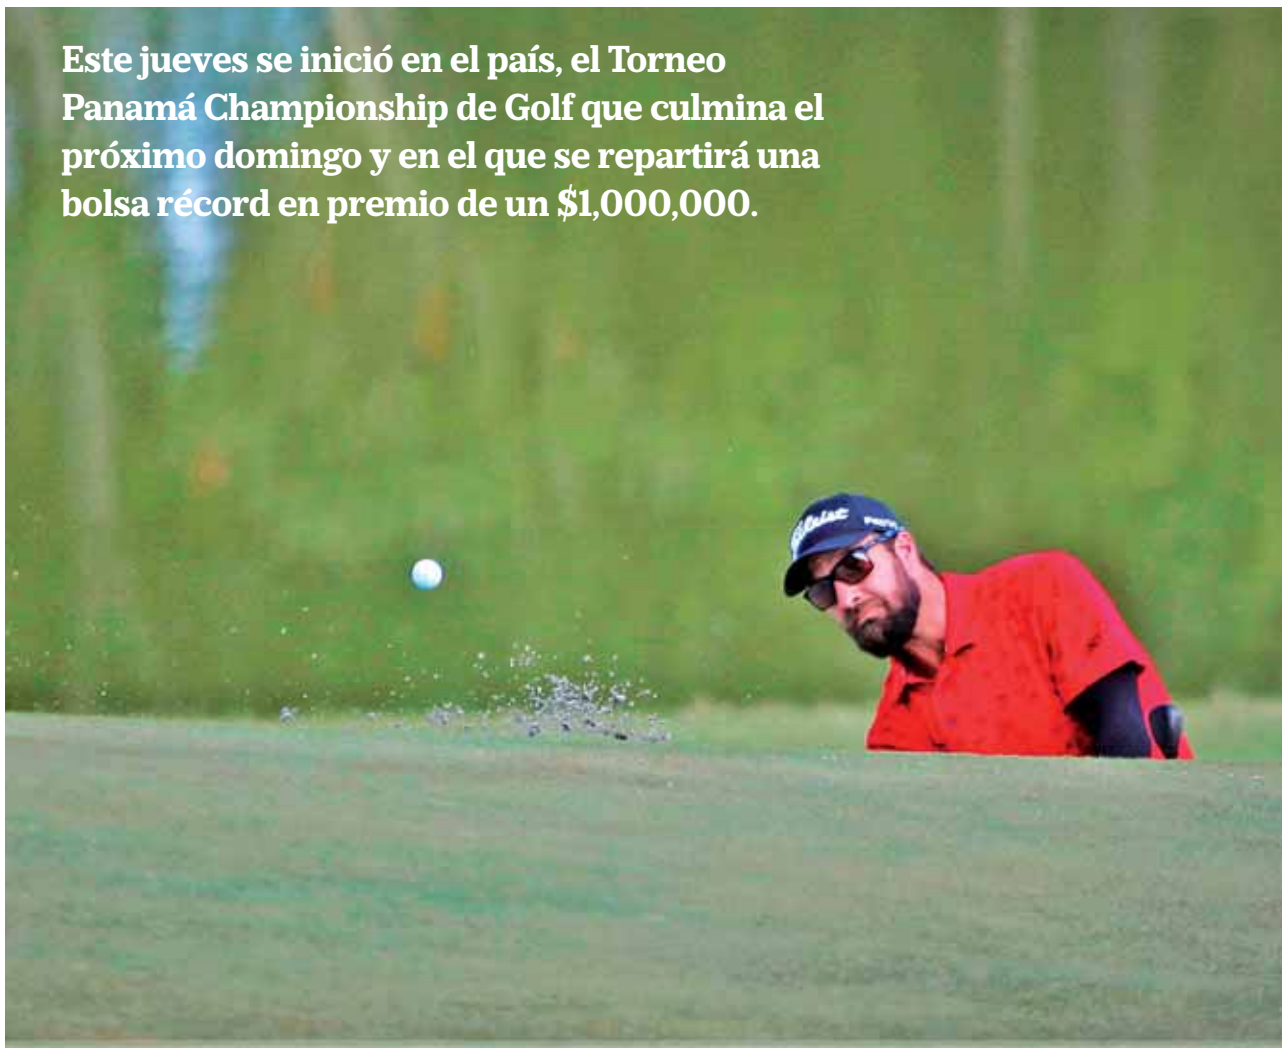 Este jueves se inició en el país, el Torneo
Panamá Championship de Golf que culmina el
próximo domingo y en el que se repartirá una
bolsa récord en premio de un $1,000,000.
Titleist